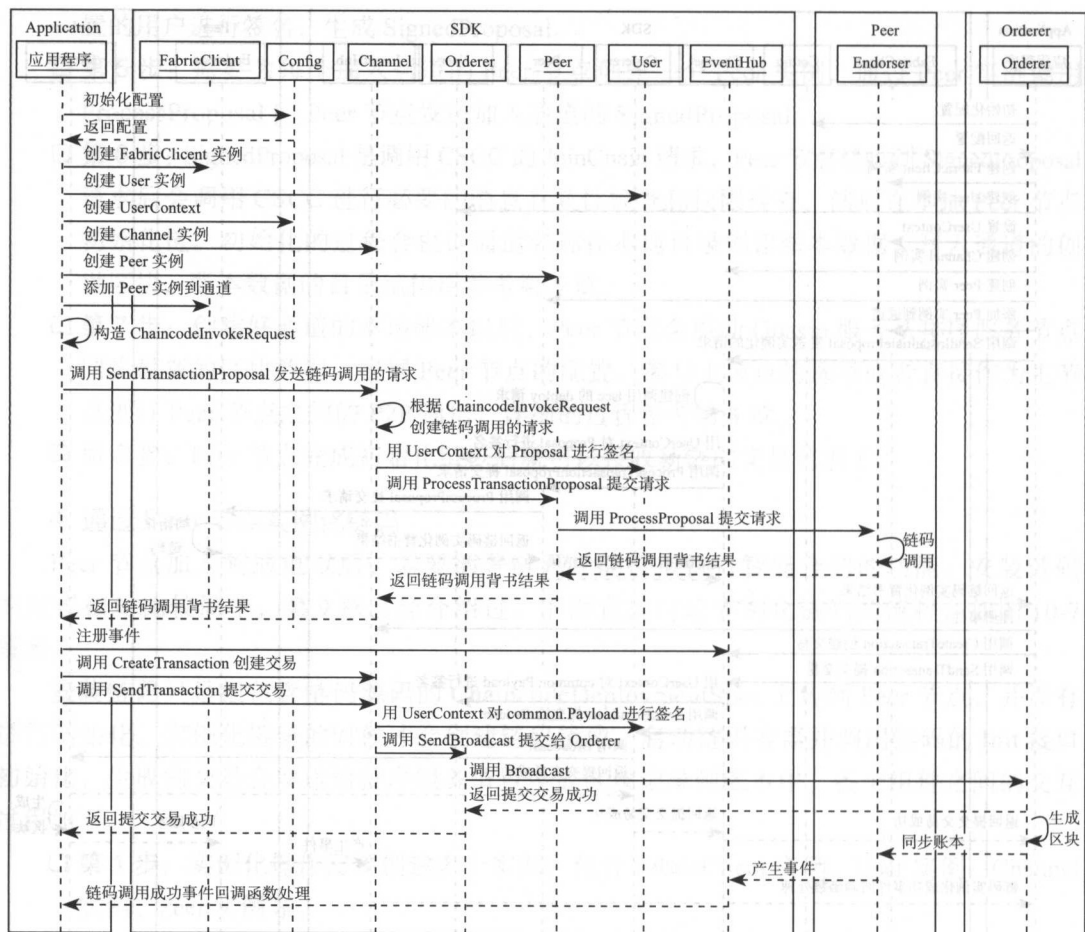 Application
SDK
Peer
Orderer
应用程序
FabricClient
Config
Channel
Orderer
Peer
User
EventHub
Endorser
Orderer
初始化配置
返回配置
创建 FabricClicent 实例
创建 User 实例
创建 UserContext
创建 Channel 实例
创建 Peer 实例
添加 Peer 实例到通道
构造 ChaincodeInvokeRequest
调用 SendTransactionProposal 发送链码调用的请求
根据 ChaincodeInvokeRequest
创建链码调用的请求
用 UserContext 对 Proposal 进行签名
调用 ProcessTransactionProposal 提交请求
调用 ProcessProposal 提交请求
链码
调用
返回链码调用背书结果
返回链码调用背书结果
返回链码调用背书结果
注册事件
调用 CreateTransaction 创建交易
调用 SendTransaction 提交交易
用 UserContext 对 common.Payload 进行签名
调用 SendBroadcast 提交给 Orderer
调用 Broadcast
返回提交交易成功
返回提交交易成功
生成
区块
同步账本
产生事件
链码调用成功事件回调函数处理